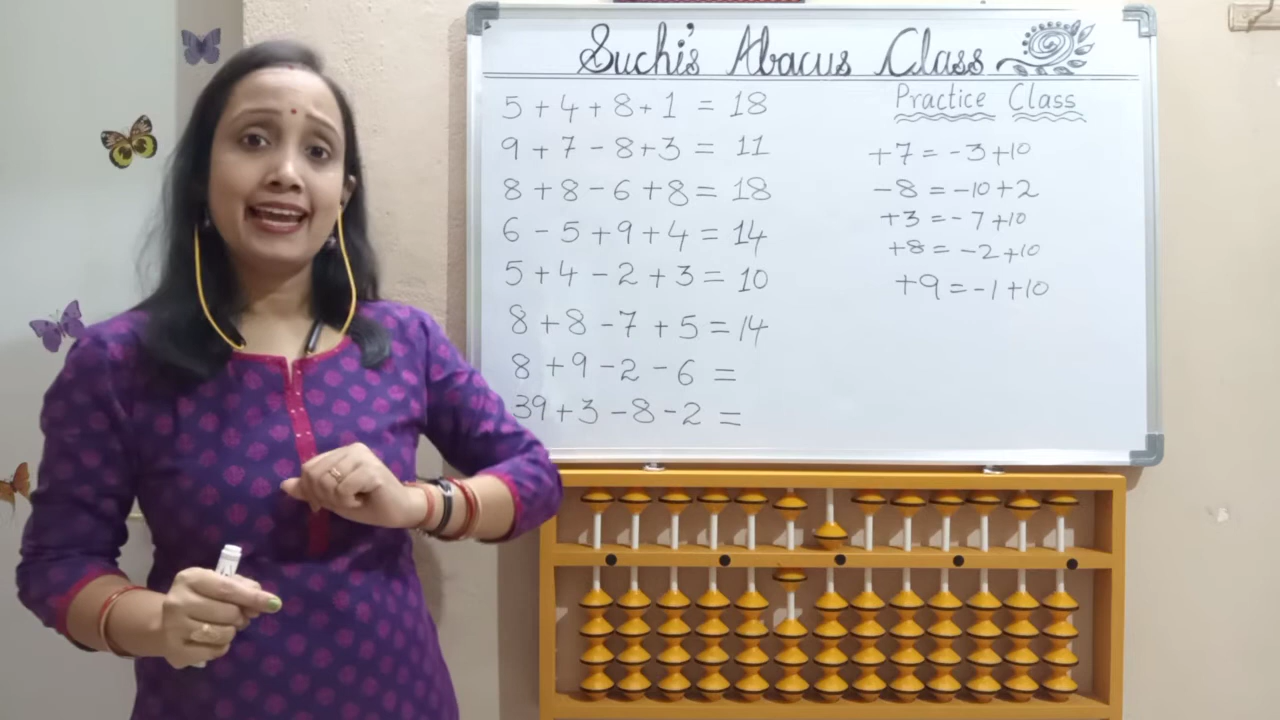 Suchi's Abacus Class
5 + 4 + 8 + 1 = 18
9 + 7 - 8 + 3 = 11
8 + 8 - 6 + 8 = 18
6 - 5 + 9 + 4 = 14
5 + 4 - 2 + 3 = 10
8 + 8 - 7 + 5 = 14
8 + 9 - 2 - 6 =
39 + 3 - 8 - 2 =
Practice Class
+7 = -3 + 10
-8 = -10 + 2
+3 = -7 + 10
+8 = -2 + 10
+9 = -1 + 10